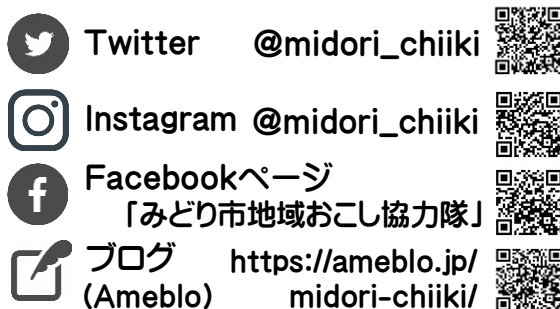 Twitter @midori_chiiki
Instagram @midori_chiiki
Facebookページ
「みどり市地域おこし協力隊」
ブログ https://ameblo.jp/
(Ameblo) midori-chiiki/